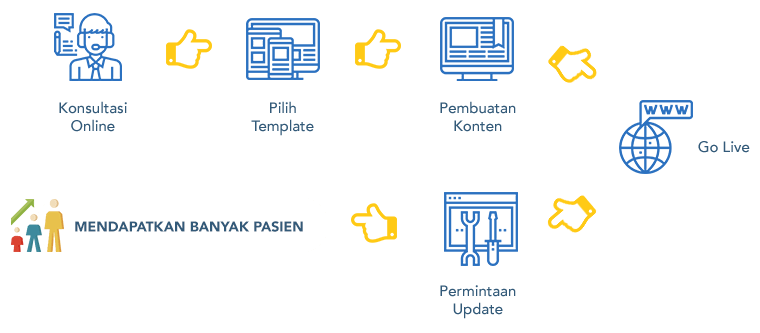 Konsultasi
Online
Pilih
Template
Pembuatan
Konten
WWW
Go Live
MENDAPATKAN BANYAK PASIEN
Permintaan
Update